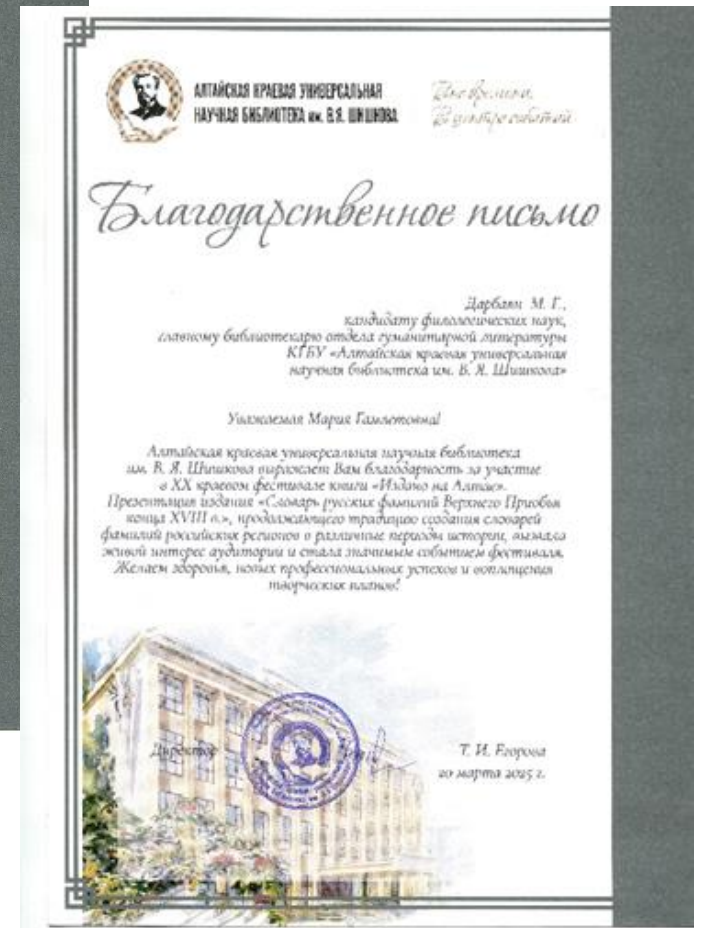 АЛТАЙСКАЯ КРАЕВАЯ УНИВЕРСАЛЬНАЯ
НАУЧНАЯ БИБЛИОТЕКА им. В.Я. ШИШКОВА
Благодарственное письмо
Дарбаян М. Г.,
кандидату филологических наук,
главному библиотекарю отдела гуманитарной литературы
КГБУ «Алтайская краевая универсальная
научная библиотека им. В. Я. Шишкова»
Уважаемая Мария Гамлетовна!
Алтайская краевая универсальная научная библиотека
им. В. Я. Шишкова выражает Вам благодарность за участие
в XX краевом фестивале книги «Издано на Алтае».
Презентация издания «Словарь русских фамилий Верхнего Приобья
конца XVIII в.», продолжающего традицию создания словарей
фамилий российских регионов в различные периоды истории, вызвала
живой интерес аудитории и стала значимым событием фестиваля.
Желаем здоровья, новых профессиональных успехов и воплощения
творческих планов!
Директор
Т. И. Егорова
20 марта 2025 г.